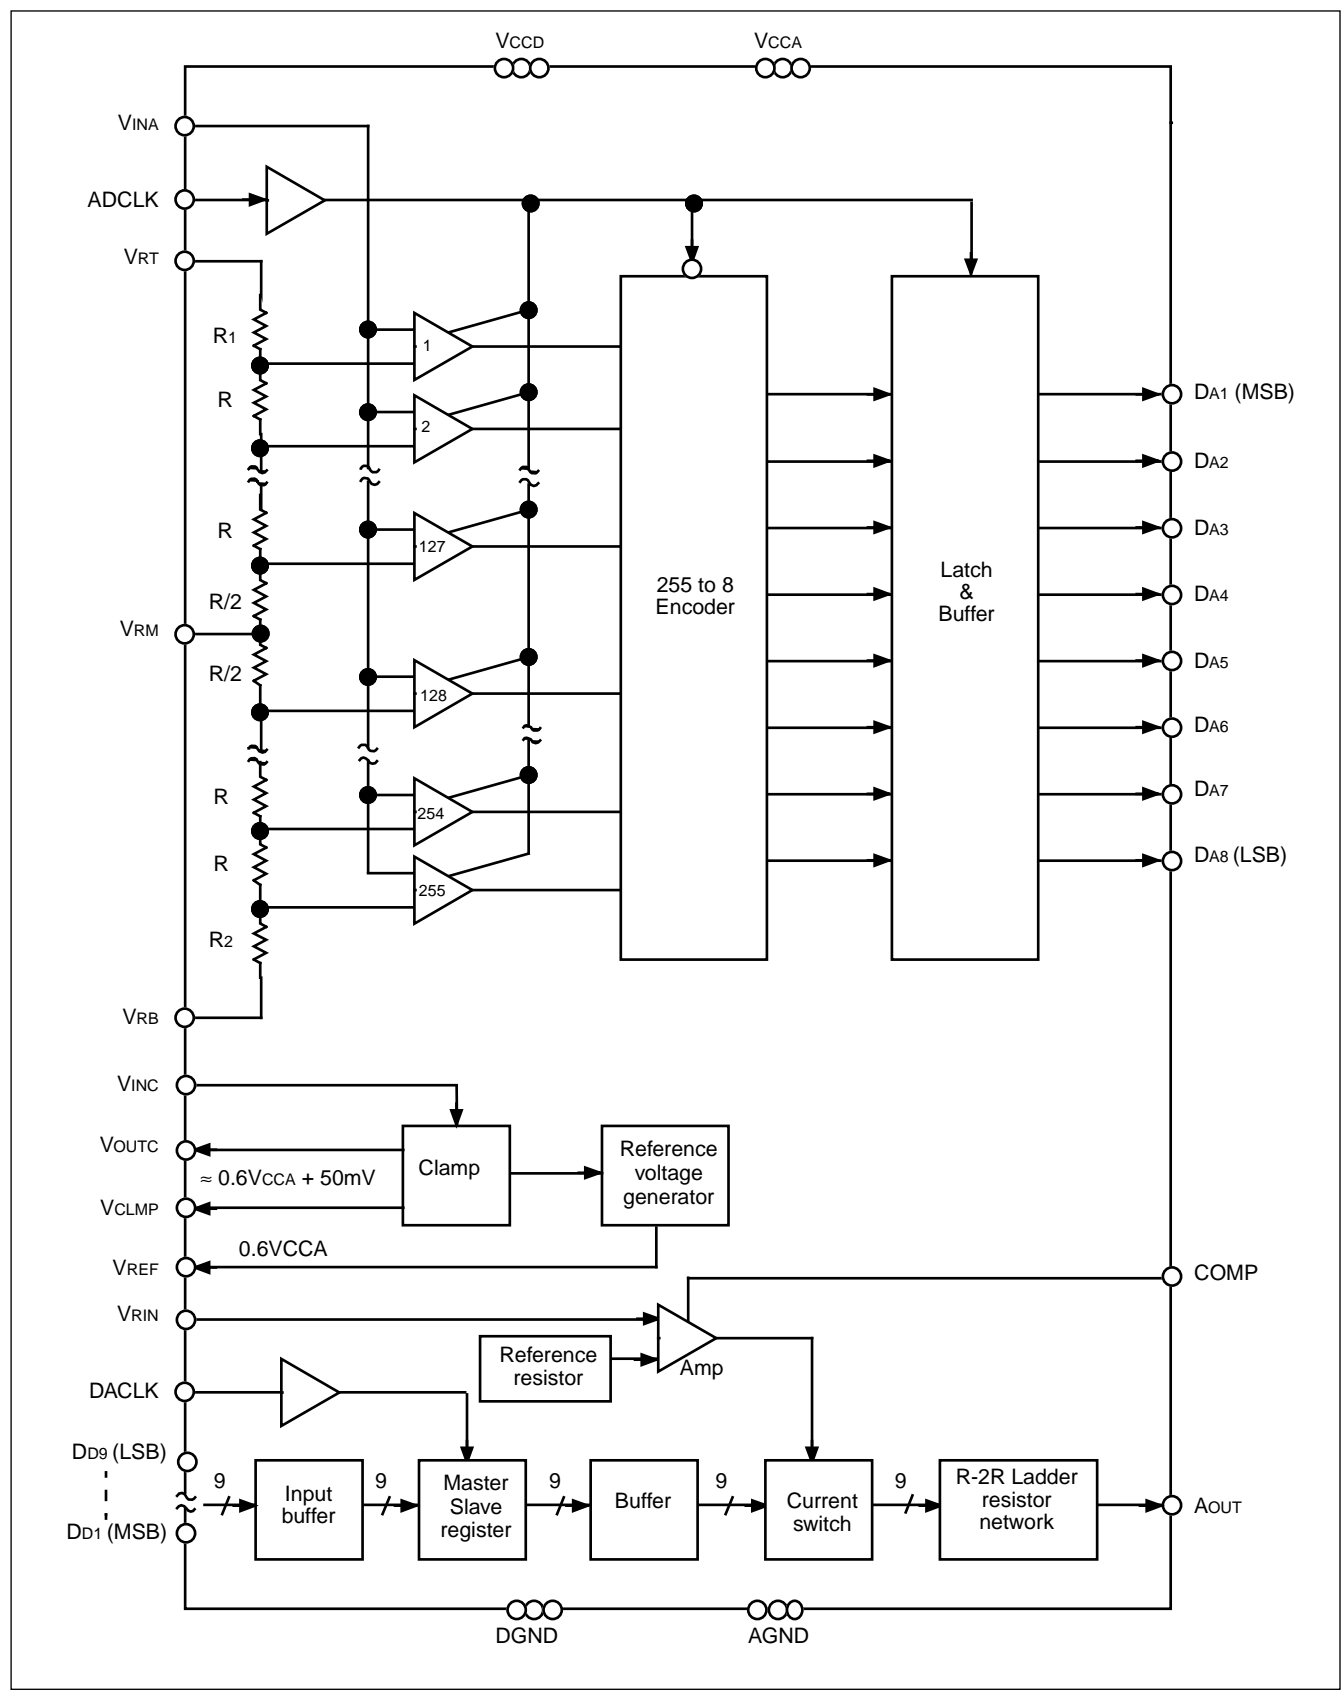 VCCD
VCCA
VINA
ADCLK
VRT
R1
1
R
2
DA1 (MSB)
DA2
R
127
DA3
255 to 8
Encoder
Latch
&
Buffer
R/2
DA4
VRM
R/2
128
DA5
DA6
R
254
DA7
R
255
DA8 (LSB)
R2
VRB
VINC
VOUTC
Clamp
Reference
voltage
generator
≈ 0.6VCCA + 50mV
VCLMP
0.6VCCA
VREF
COMP
VRIN
Reference
resistor
Amp
DACLK
DD9 (LSB)
DD1 (MSB)
9
Input
buffer
9
Master
Slave
register
9
Buffer
9
Current
switch
9
R-2R Ladder
resistor
network
AOUT
DGND
AGND